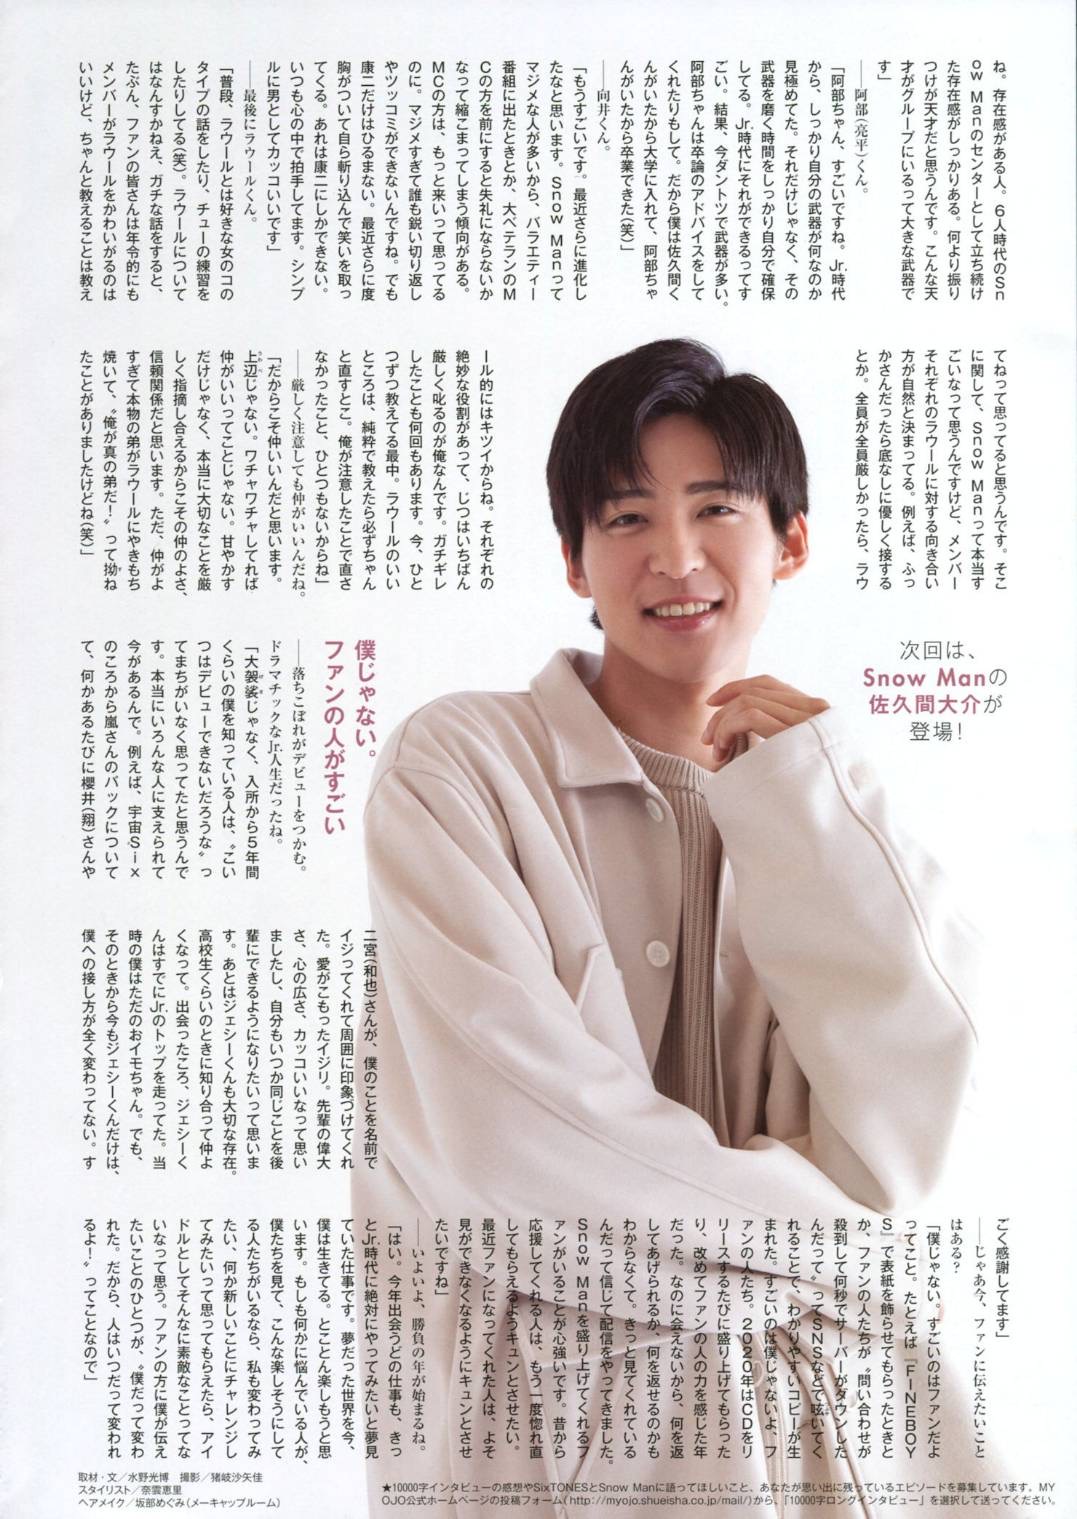 ね。存在感がある人。6人時代のSn
ow Manのセンターとして立ち続け
た存在感がしっかりある。何より振り
つけが天才だと思うんです。こんな天
才がグループにいるって大きな武器で
す」
──阿部(亮平)くん。
「阿部ちゃん、すごいですね。Jr.時代
から、しっかり自分の武器が何なのか
見極めてた。それだけじゃなく、その
武器を磨く時間をしっかり自分で確保
してる。Jr.時代にそれができるってす
ごい。結果、今ダントツで武器が多い。
阿部ちゃんは卒論のアドバイスをして
くれたりもして。だから僕は佐久間く
んがいたから大学に入れて、阿部ちゃ
んがいたから卒業できた(笑)」
──向井くん。
「もうすごいです。最近さらに進化し
たなと思います。Snow Manって
マジメな人が多いから、バラエティー
番組に出たときとか、大ベテランのM
Cの方を前にすると失礼にならないか
なって縮こまってしまう傾向がある。
MCの方は、もっと来いって思ってる
のに。マジメすぎて誰も鋭い切り返し
やツッコミができないんですね。でも
康二だけはひるまない。最近さらに度
胸がついて自ら斬り込んで笑いを取っ
てくる。あれは康二にしかできない。
いつも心の中で拍手してます。シンプ
ルに男としてカッコいいです」
──最後にラウールくん。
「普段、ラウールとは好きな女のコの
タイプの話をしたり、チューの練習を
したりしてる(笑)。ラウールについて
はなんすかねえ、ガチな話をすると、
たぶん、ファンの皆さんは年令的にも
メンバーがラウールをかわいがるのは
いいけど、ちゃんと教えることは教え
てねって思ってると思うんです。そこ
に関して、Snow Manって本当す
ごいなって思うんですけど、メンバー
それぞれのラウールに対する向き合い
方が自然と決まってる。例えば、ふっ
かさんだったら底なしに優しく接する
とか。全員が全員厳しかったら、ラウ
ール的にはキツイからね。それぞれの
絶妙な役割があって、じつはいちばん
厳しく叱るのが俺なんです。ガチギレ
したことも何回もあります。今、ひと
つずつ教えてる最中。ラウールのいい
ところは、純粋で教えたら必ずちゃん
と直すとこ。俺が注意したことで直さ
なかったこと、ひとつもないからね」
──厳しく注意しても仲がいいんだね。
「だからこそ仲いいんだと思います。
上辺じゃない。ワチャワチャしてれば
仲がいいってことじゃない。甘やかす
だけじゃなく、本当に大切なことを厳
しく指摘し合えるからこその仲のよさ、
信頼関係だと思います。ただ、仲がよ
すぎて本物の弟がラウールにやきもち
焼いて、〝俺が真の弟だ!〟って拗ね
たことがありましたけどね(笑)」
次回は、
Snow Manの
佐久間大介が
登場!
僕じゃない。
ファンの人がすごい
──落ちこぼれがデビューをつかむ。
ドラマチックなJr.人生だったね。
「大袈裟じゃなく、入所から5年間
くらいの僕を知っている人は、〝こい
つはデビューできないだろうな〟っ
てまちがいなく思ってたと思うんで
す。本当にいろんな人に支えられて
今があるんで。例えば、宇宙Six
のころから嵐さんのバックについて
て、何かあるたびに櫻井(翔)さんや
二宮(和也)さんが、僕のことを名前で
イジってくれて周囲に印象づけてくれ
た。愛がこもったイジリ。先輩の偉大
さ、心の広さ、カッコいいなって思い
ましたし、自分もいつか同じことを後
輩にできるようになりたいって思いま
す。あとはジェシーくんも大切な存在。
高校生くらいのときに知り合って仲よ
くなって。出会ったころ、ジェシーく
んはすでにJr.のトップを走ってた。当
時の僕はただのおイモちゃん。でも、
そのときから今もジェシーくんだけは、
僕への接し方が全く変わってない。す
ごく感謝してます」
──じゃあ今、ファンに伝えたいこと
はある?
「僕じゃない。すごいのはファンだよ
ってこと。たとえば『FINEBOY
S』で表紙を飾らせてもらったときと
か、ファンの人たちが〝問い合わせが
殺到して何秒でサーバーがダウンした
んだって〟ってSNSなどで呟いてく
れることで、わかりやすいコピーが生
まれた。すごいのは僕じゃないよ、フ
ァンの人たち。2020年はCDをリ
リースするたびに盛り上げてもらった
り、改めてファンの人の力を感じた年
だった。なのに会えないから、何を返
してあげられるか、何を返せるのかも
わからなくて。きっと見てくれている
んだって信じて配信をやってきました。
Snow Manを盛り上げてくれるフ
ァンがいることが心強いです。昔から
応援してくれる人は、もう一度惚れ直
してもらえるようキュンとさせたい。
最近ファンになってくれた人は、よそ
見ができなくなるようにキュンとさせ
たいですね」
──いよいよ、勝負の年が始まるね。
「はい。今年出会うどの仕事も、きっ
とJr.時代に絶対にやってみたいと夢見
ていた仕事です。夢だった世界を今、
僕は生きてる。とことん楽しもうと思
います。もしも何かに悩んでいる人が、
僕たちを見て、こんな楽しそうにして
る人たちがいるなら、私も変わってみ
たい、何か新しいことにチャレンジし
てみたいって思ってもらえたら、アイ
ドルとしてそんなに素敵なことってな
いなって思う。ファンの方に僕が伝え
たいことのひとつが、〝僕だって変わ
れた。だから、人はいつだって変われ
るよ!〟ってことなので」
取材・文/水野光博 撮影/猪岐沙矢佳
スタイリスト/奈雲恵里
ヘアメイク/坂部めぐみ(メーキャップルーム)
★10000字インタビューの感想やSixTONESとSnow Manに語ってほしいこと、あなたが思い出に残っているエピソードを募集しています。MY
OJO公式ホームページの投稿フォーム(http://myojo.shueisha.co.jp/mail/)から、「10000字ロングインタビュー」を選択して送ってください。